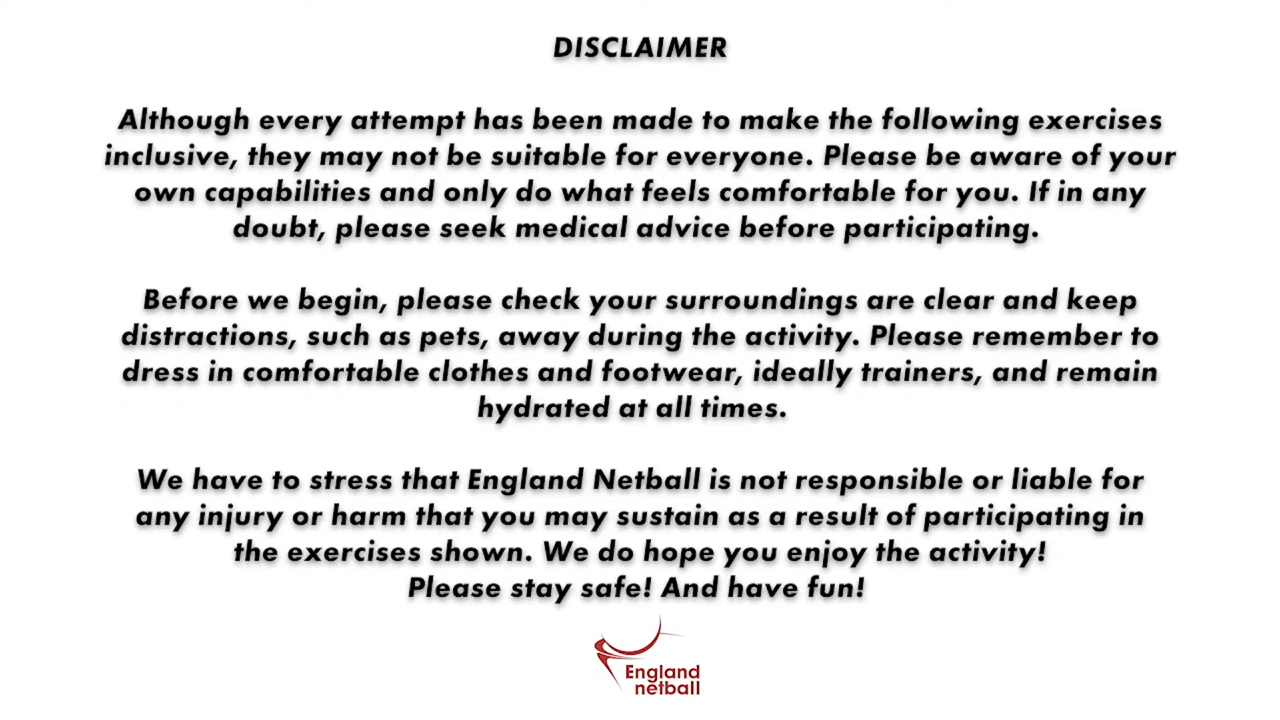 DISCLAIMER
Although every attempt has been made to make the following exercises
inclusive, they may not be suitable for everyone. Please be aware of your
own capabilities and only do what feels comfortable for you. If in any
doubt, please seek medical advice before participating.
Before we begin, please check your surroundings are clear and keep
distractions, such as pets, away during the activity. Please remember to
dress in comfortable clothes and footwear, ideally trainers, and remain
hydrated at all times.
We have to stress that England Netball is not responsible or liable for
any injury or harm that you may sustain as a result of participating in
the exercises shown. We do hope you enjoy the activity!
Please stay safe! And have fun!
England
netball